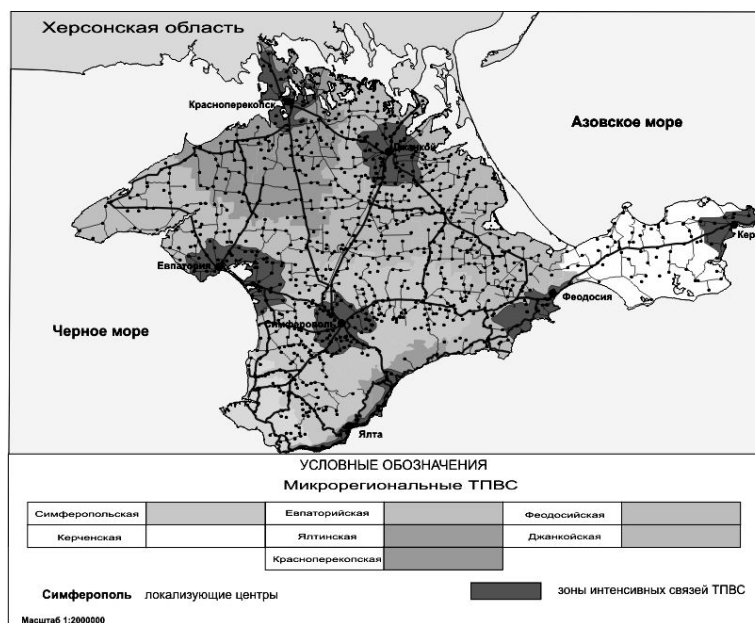 Херсонская область
Красноперекопск
Азовское море
Джанкой
Кер
Евпатория
Феодосия
Симферополь
Черное море
Ялта
УСЛОВНЫЕ ОБОЗНАЧЕНИЯ
Микрорегиональные ТПВС
Симферопольская
Евпаторийская
Феодосийская
Керченская
Ялтинская
Джанкойская
Красноперекопская
Симферополь локализующие центры
зоны интенсивных связей ТПВС
Масштаб 1:2000000